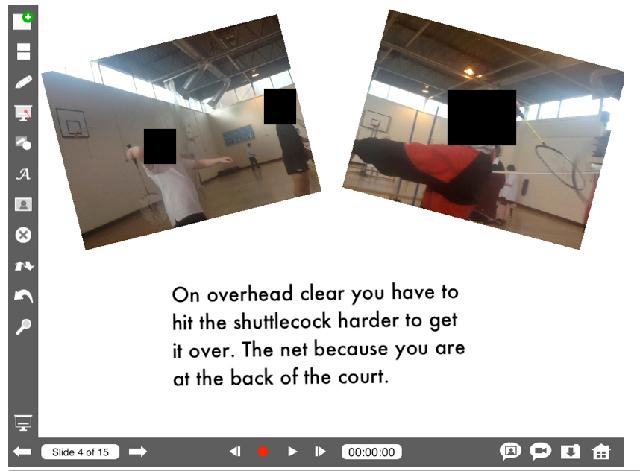 On overhead clear you have to
hit the shuttlecock harder to get
it over. The net because you are
at the back of the court.
Slide 4 of 15
00:00:00